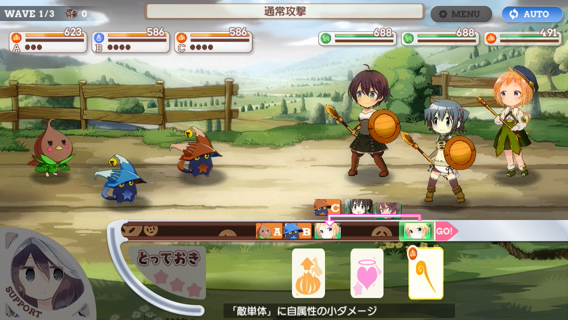 WAVE 1/3
0
通常攻撃
MENU
AUTO
623
A
586
B
586
C
688
688
491
C
A
B
GO!
とっておき
SUPPORT
「敵単体」に自属性の小ダメージ